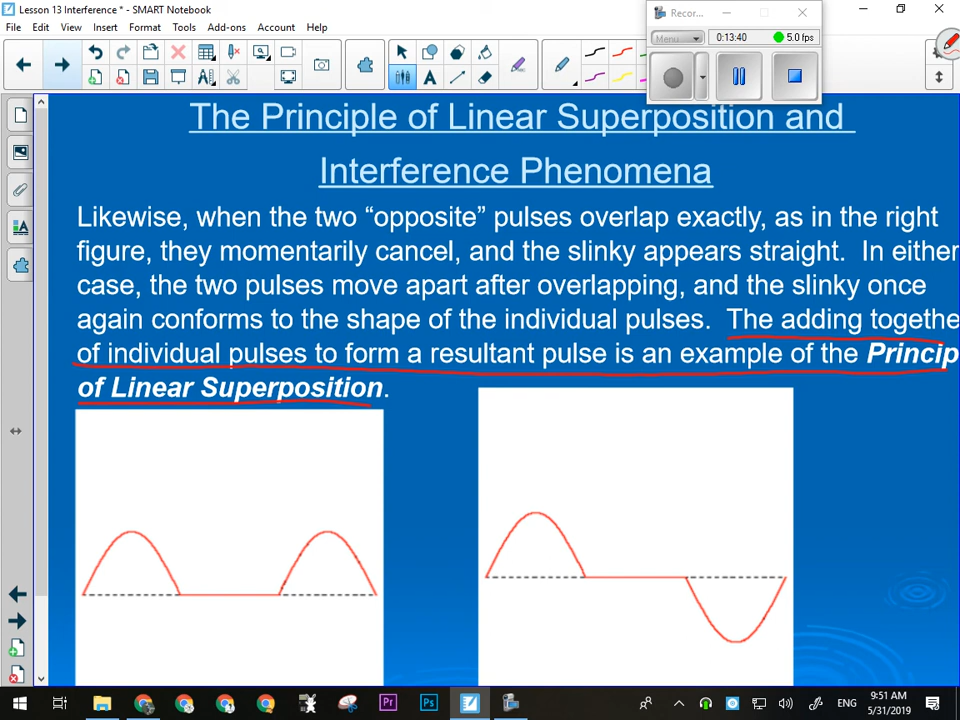 Lesson 13 Interference * - SMART Notebook
Recor...
File Edit View Insert Format Tools Add-ons Account Help
Menu
0:13:40
5.0 fps
The Principle of Linear Superposition and
Interference Phenomena
Likewise, when the two “opposite” pulses overlap exactly, as in the right
figure, they momentarily cancel, and the slinky appears straight. In either
case, the two pulses move apart after overlapping, and the slinky once
again conforms to the shape of the individual pulses. The adding togethe
of individual pulses to form a resultant pulse is an example of the Princip
of Linear Superposition.
Pr
Ps
ENG
9:51 AM
5/31/2019